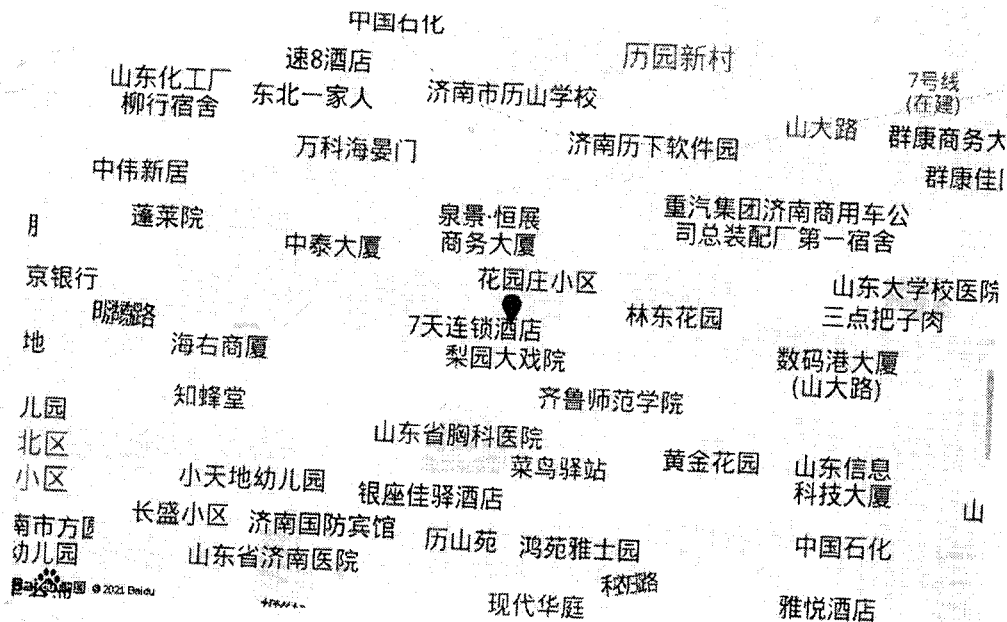 中国石化
速8酒店
历园新村
山东化工厂
柳行宿舍
东北一家人
济南市历山学校
7号线
(在建)
山大路
群康商务大
万科海晏门
济南历下软件园
中伟新居
群康佳
蓬莱院
泉景·恒展
商务大厦
重汽集团济南商用车公
司总装配厂第一宿舍
中泰大厦
京银行
花园庄小区
山东大学校医院
三点把子肉
7天连锁酒店
林东花园
地
海右商厦
梨园大戏院
数码港大厦
(山大路)
知蜂堂
齐鲁师范学院
儿园
北区
小区
山东省胸科医院
菜鸟驿站
黄金花园
山东信息
科技大厦
小天地幼儿园
银座佳驿酒店
山
长盛小区
济南国防宾馆
南市方
幼儿园
历山苑
鸿苑雅士园
中国石化
山东省济南医院
© 2021 Baidu
现代华庭
雅悦酒店